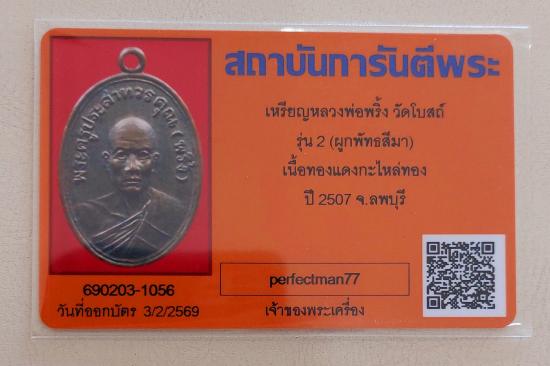 สถาบันการันตีพระ
เหรียญหลวงพ่อพริ้ง วัดโบสถ์
รุ่น 2 (ผูกพัทธสีมา)
เนื้อทองแดงกะไหล่ทอง
ปี 2507 จ.ลพบุรี
พระครูประสาทวรคุณ (พริ้ง)
690203-1056
วันที่ออกบัตร 3/2/2569
perfectman77
เจ้าของพระเครื่อง